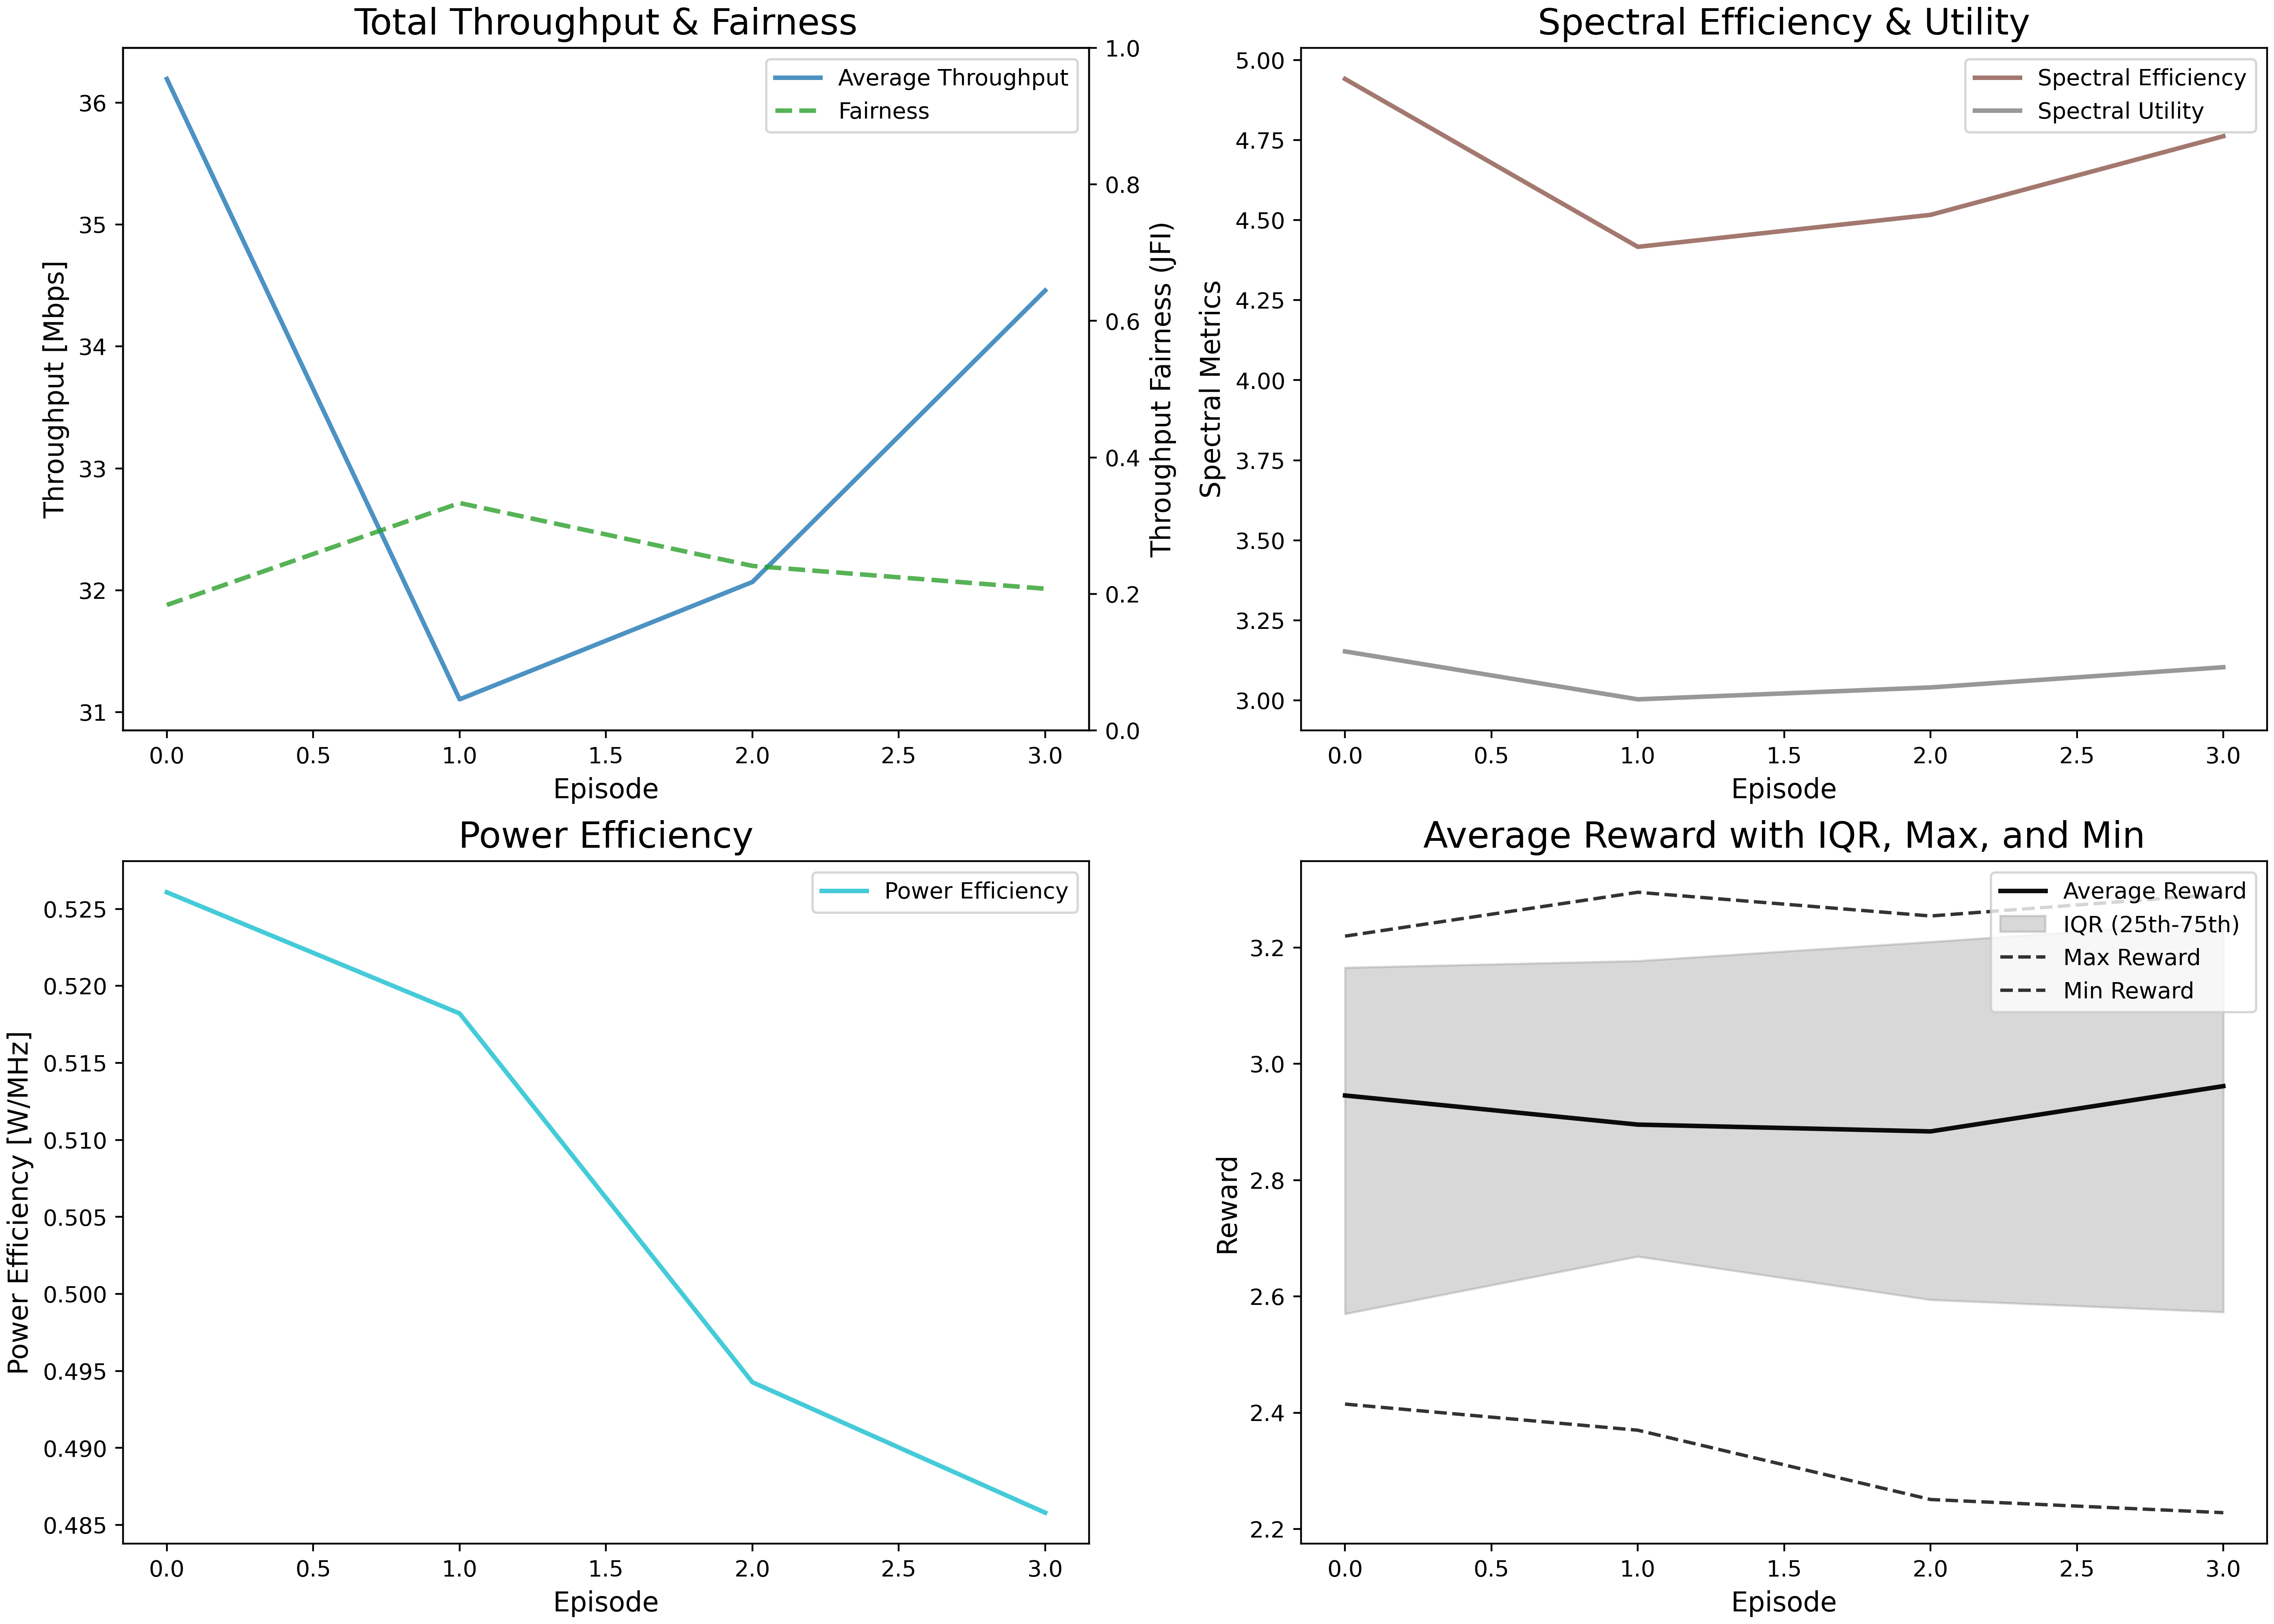 Total Throughput & Fairness
36
35
34
33
32
31
Throughput [Mbps]
1.0
0.8
0.6
0.4
0.2
0.0
Throughput Fairness (JFI)
Average Throughput
Fairness
0.0 0.5 1.0 1.5 2.0 2.5 3.0
Episode
Spectral Efficiency & Utility
5.00
4.75
4.50
4.25
4.00
3.75
3.50
3.25
3.00
Spectral Metrics
Spectral Efficiency
Spectral Utility
0.0 0.5 1.0 1.5 2.0 2.5 3.0
Episode
Power Efficiency
0.525
0.520
0.515
0.510
0.505
0.500
0.495
0.490
0.485
Power Efficiency [W/MHz]
Power Efficiency
0.0 0.5 1.0 1.5 2.0 2.5 3.0
Episode
Average Reward with IQR, Max, and Min
3.2
3.0
2.8
2.6
2.4
2.2
Reward
Average Reward
IQR (25th-75th)
Max Reward
Min Reward
0.0 0.5 1.0 1.5 2.0 2.5 3.0
Episode